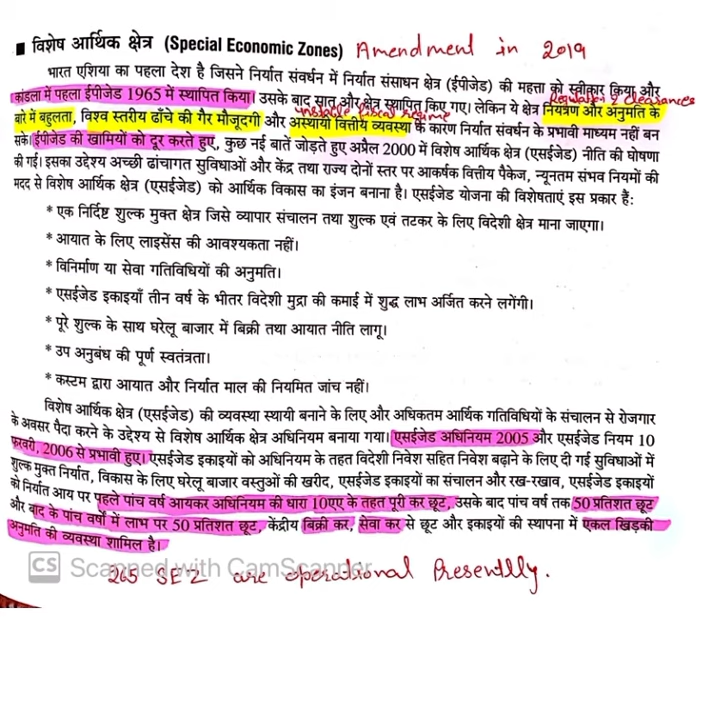 ■ विशेष आर्थिक क्षेत्र (Special Economic Zones) Amendment in 2019
भारत एशिया का पहला देश है जिसने निर्यात संवर्धन में निर्यात संसाधन क्षेत्र (ईपीजेड) की महत्ता को स्वीकार किया और
Regulation & clearances
कांडला में पहला ईपीजेड 1965 में स्थापित किया। उसके बाद सात और क्षेत्र स्थापित किए गए। लेकिन ये क्षेत्र नियंत्रण और अनुमति के
unstable fiscal regime
बारे में बहुलता, विश्व स्तरीय ढाँचे की गैर मौजूदगी और अस्थायी वित्तीय व्यवस्था के कारण निर्यात संवर्धन के प्रभावी माध्यम नहीं बन
सके। ईपीजेड की खामियों को दूर करते हुए, कुछ नई बातें जोड़ते हुए अप्रैल 2000 में विशेष आर्थिक क्षेत्र (एसईजेड) नीति की घोषणा
की गई। इसका उद्देश्य अच्छी ढांचागत सुविधाओं और केंद्र तथा राज्य दोनों स्तर पर आकर्षक वित्तीय पैकेज, न्यूनतम संभव नियमों की
मदद से विशेष आर्थिक क्षेत्र (एसईजेड) को आर्थिक विकास का इंजन बनाना है। एसईजेड योजना की विशेषताएं इस प्रकार हैं:
* एक निर्दिष्ट शुल्क मुक्त क्षेत्र जिसे व्यापार संचालन तथा शुल्क एवं तटकर के लिए विदेशी क्षेत्र माना जाएगा।
* आयात के लिए लाइसेंस की आवश्यकता नहीं।
* विनिर्माण या सेवा गतिविधियों की अनुमति।
* एसईजेड इकाइयाँ तीन वर्ष के भीतर विदेशी मुद्रा की कमाई में शुद्ध लाभ अर्जित करने लगेंगी।
* पूरे शुल्क के साथ घरेलू बाजार में बिक्री तथा आयात नीति लागू।
* उप अनुबंध की पूर्ण स्वतंत्रता।
* कस्टम द्वारा आयात और निर्यात माल की नियमित जांच नहीं।
विशेष आर्थिक क्षेत्र (एसईजेड) की व्यवस्था स्थायी बनाने के लिए और अधिकतम आर्थिक गतिविधियों के संचालन से रोजगार
के अवसर पैदा करने के उद्देश्य से विशेष आर्थिक क्षेत्र अधिनियम बनाया गया। एसईजेड अधिनियम 2005 और एसईजेड नियम 10
फरवरी, 2006 से प्रभावी हुए। एसईजेड इकाइयों को अधिनियम के तहत विदेशी निवेश सहित निवेश बढ़ाने के लिए दी गई सुविधाओं में
शुल्क मुक्त निर्यात, विकास के लिए घरेलू बाजार वस्तुओं की खरीद, एसईजेड इकाइयों का संचालन और रख-रखाव, एसईजेड इकाइयों
को निर्यात आय पर पहले पांच वर्ष आयकर अधिनियम की धारा 10एए के तहत पूरी कर छूट, उसके बाद पांच वर्ष तक 50 प्रतिशत छूट
और बाद के पांच वर्षों में लाभ पर 50 प्रतिशत छूट, केंद्रीय बिक्री कर, सेवा कर से छूट और इकाइयों की स्थापना में एकल खिड़की
अनुमति की व्यवस्था शामिल है।
CS Scanned with CamScanner
265 SEZ are operational Presently.